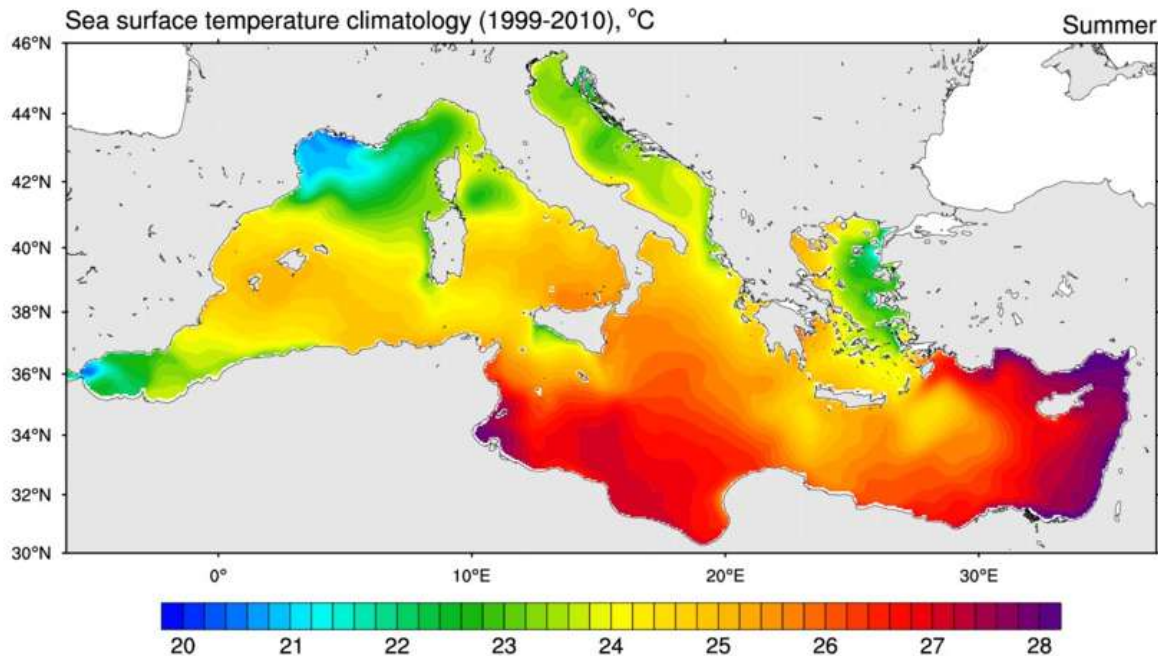 Sea surface temperature climatology (1999-2010), °C Summer
46°N
44°N
42°N
40°N
38°N
36°N
34°N
32°N
30°N
0° 10°E 20°E 30°E
20 21 22 23 24 25 26 27 28